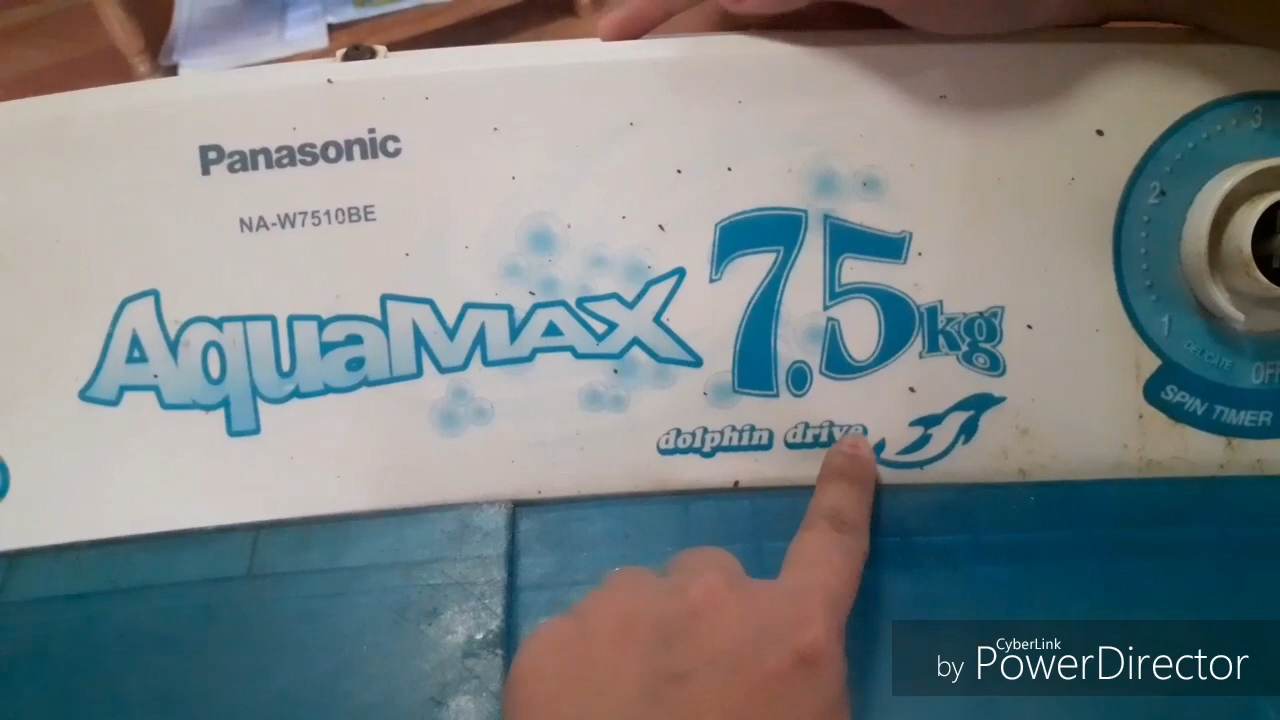 Panasonic
NA-W7510BE
AquaMAX 7.5kg
dolphin drive
3
2
1
DELICATE
OFF
SPIN TIMER
CyberLink
by PowerDirector